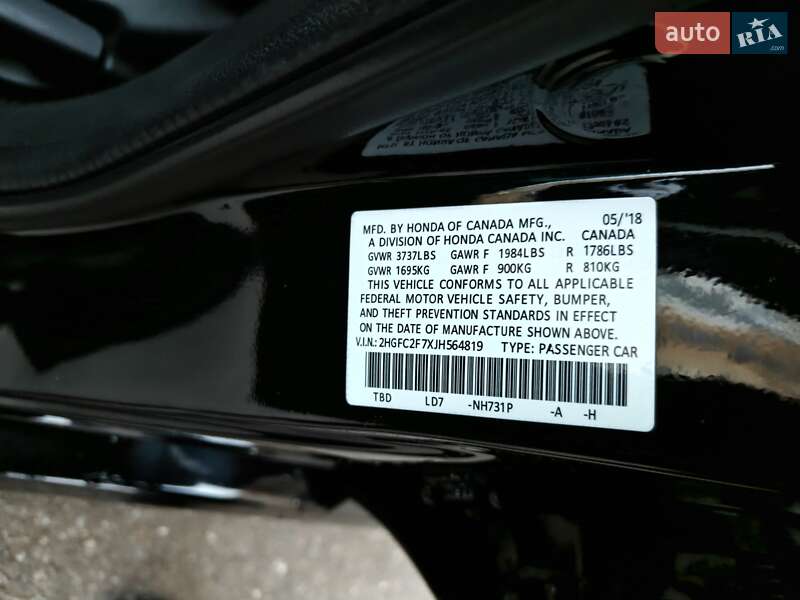 auto RIA.com
MFD. BY HONDA OF CANADA MFG., 05/'18
A DIVISION OF HONDA CANADA INC. CANADA
GVWR 3737LBS GAWR F 1984LBS R 1786LBS
GVWR 1695KG GAWR F 900KG R 810KG
THIS VEHICLE CONFORMS TO ALL APPLICABLE
FEDERAL MOTOR VEHICLE SAFETY, BUMPER,
AND THEFT PREVENTION STANDARDS IN EFFECT
ON THE DATE OF MANUFACTURE SHOWN ABOVE.
V.I.N.: 2HGFC2F7XJH564819 TYPE: PASSENGER CAR
TBD LD7 -NH731P -A -H